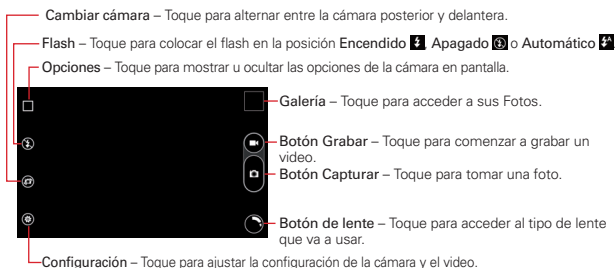 Cambiar cámara – Toque para alternar entre la cámara posterior y delantera.
Flash – Toque para colocar el flash en la posición Encendido , Apagado o Automático .
Opciones – Toque para mostrar u ocultar las opciones de la cámara en pantalla.
Galería – Toque para acceder a sus Fotos.
Botón Grabar – Toque para comenzar a grabar un
video.
Botón Capturar – Toque para tomar una foto.
Botón de lente – Toque para acceder al tipo de lente
que va a usar.
Configuración – Toque para ajustar la configuración de la cámara y el video.